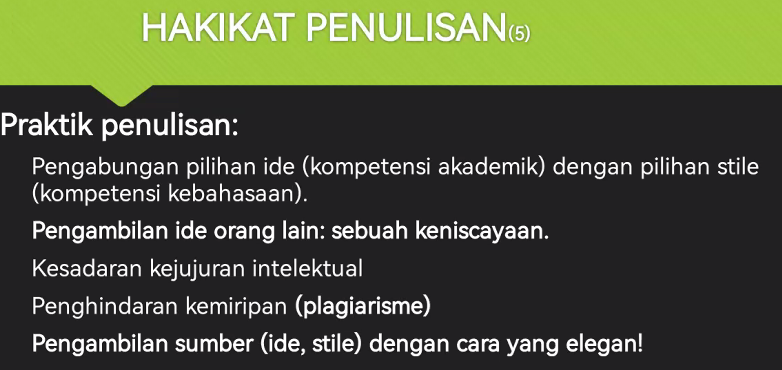 HAKIKAT PENULISAN(5)
Praktik penulisan:
Pengabungan pilihan ide (kompetensi akademik) dengan pilihan stile
(kompetensi kebahasaan).
Pengambilan ide orang lain: sebuah keniscayaan.
Kesadaran kejujuran intelektual
Penghindaran kemiripan (plagiarisme)
Pengambilan sumber (ide, stile) dengan cara yang elegan!